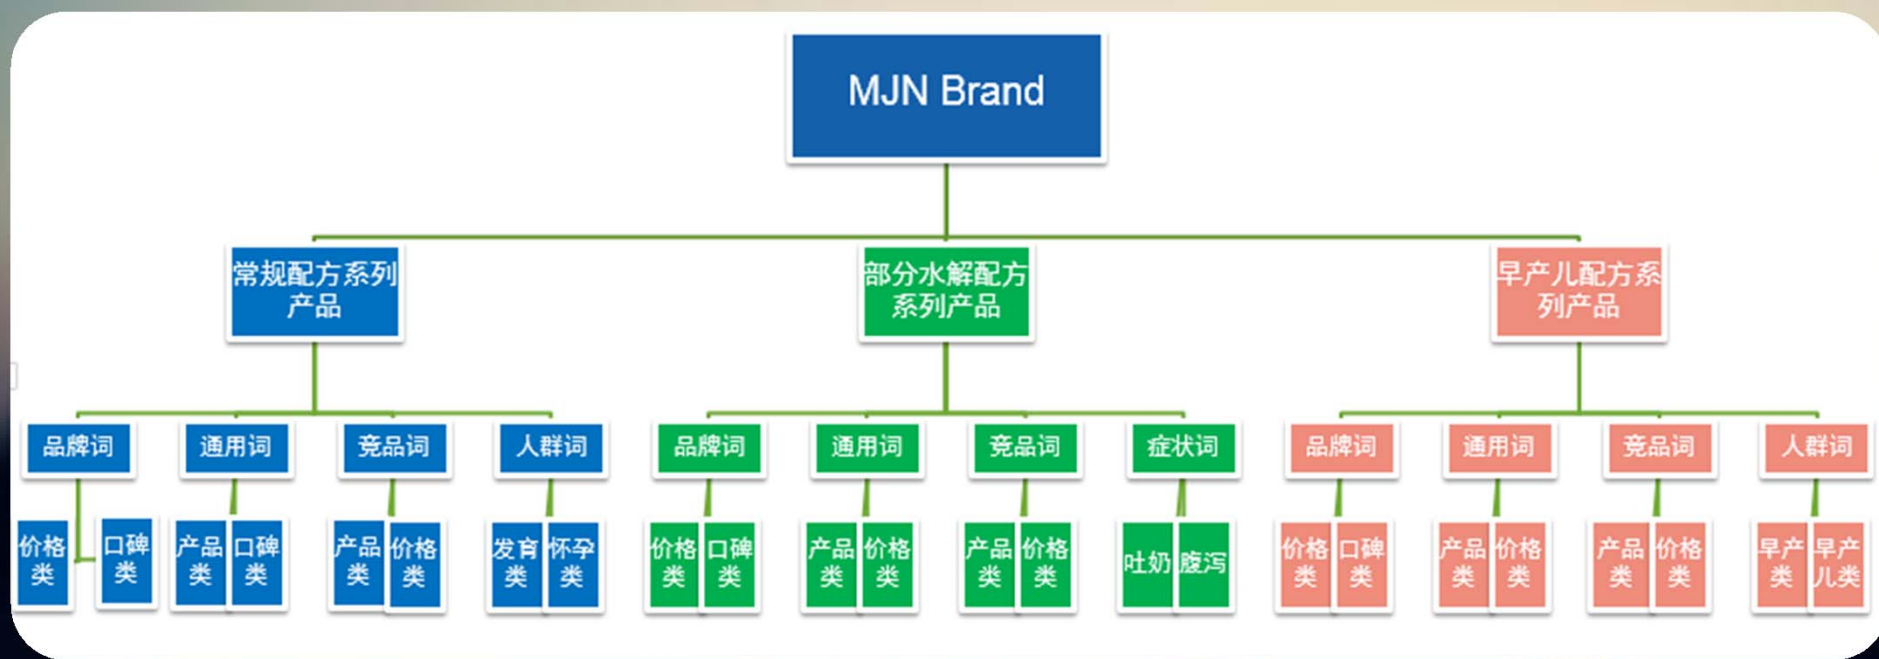 MJN Brand
常规配方系列
产品
部分水解配方
系列产品
早产儿配方系
列产品
品牌词
通用词
竞品词
人群词
品牌词
通用词
竞品词
症状词
品牌词
通用词
竞品词
人群词
价格
类
口碑
类
产品
类
口碑
类
产品
类
价格
类
发育
类
怀孕
类
价格
类
口碑
类
产品
类
价格
类
产品
类
价格
类
吐奶
腹泻
价格
类
口碑
类
产品
类
价格
类
产品
类
价格
类
早产
类
早产
儿类